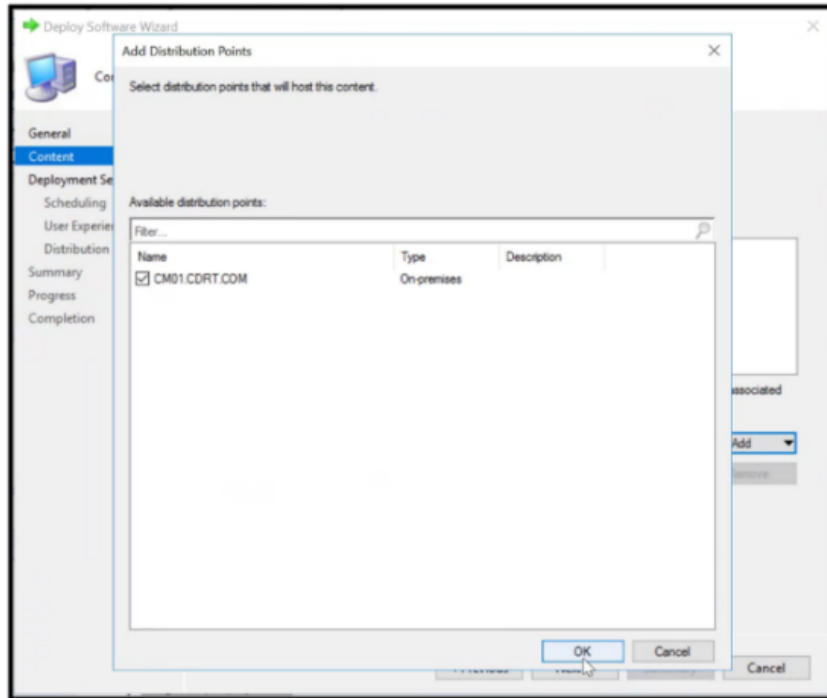 Deploy Software Wizard
Add Distribution Points
Select distribution points that will host this content.
General
Content
Deployment Se
Scheduling
User Experie
Distribution
Summary
Progress
Completion
Available distribution points:
Filter...
Name Type Description
CM01.CDRT.COM On-premises
associated
Add
Remove
OK Cancel
Cancel